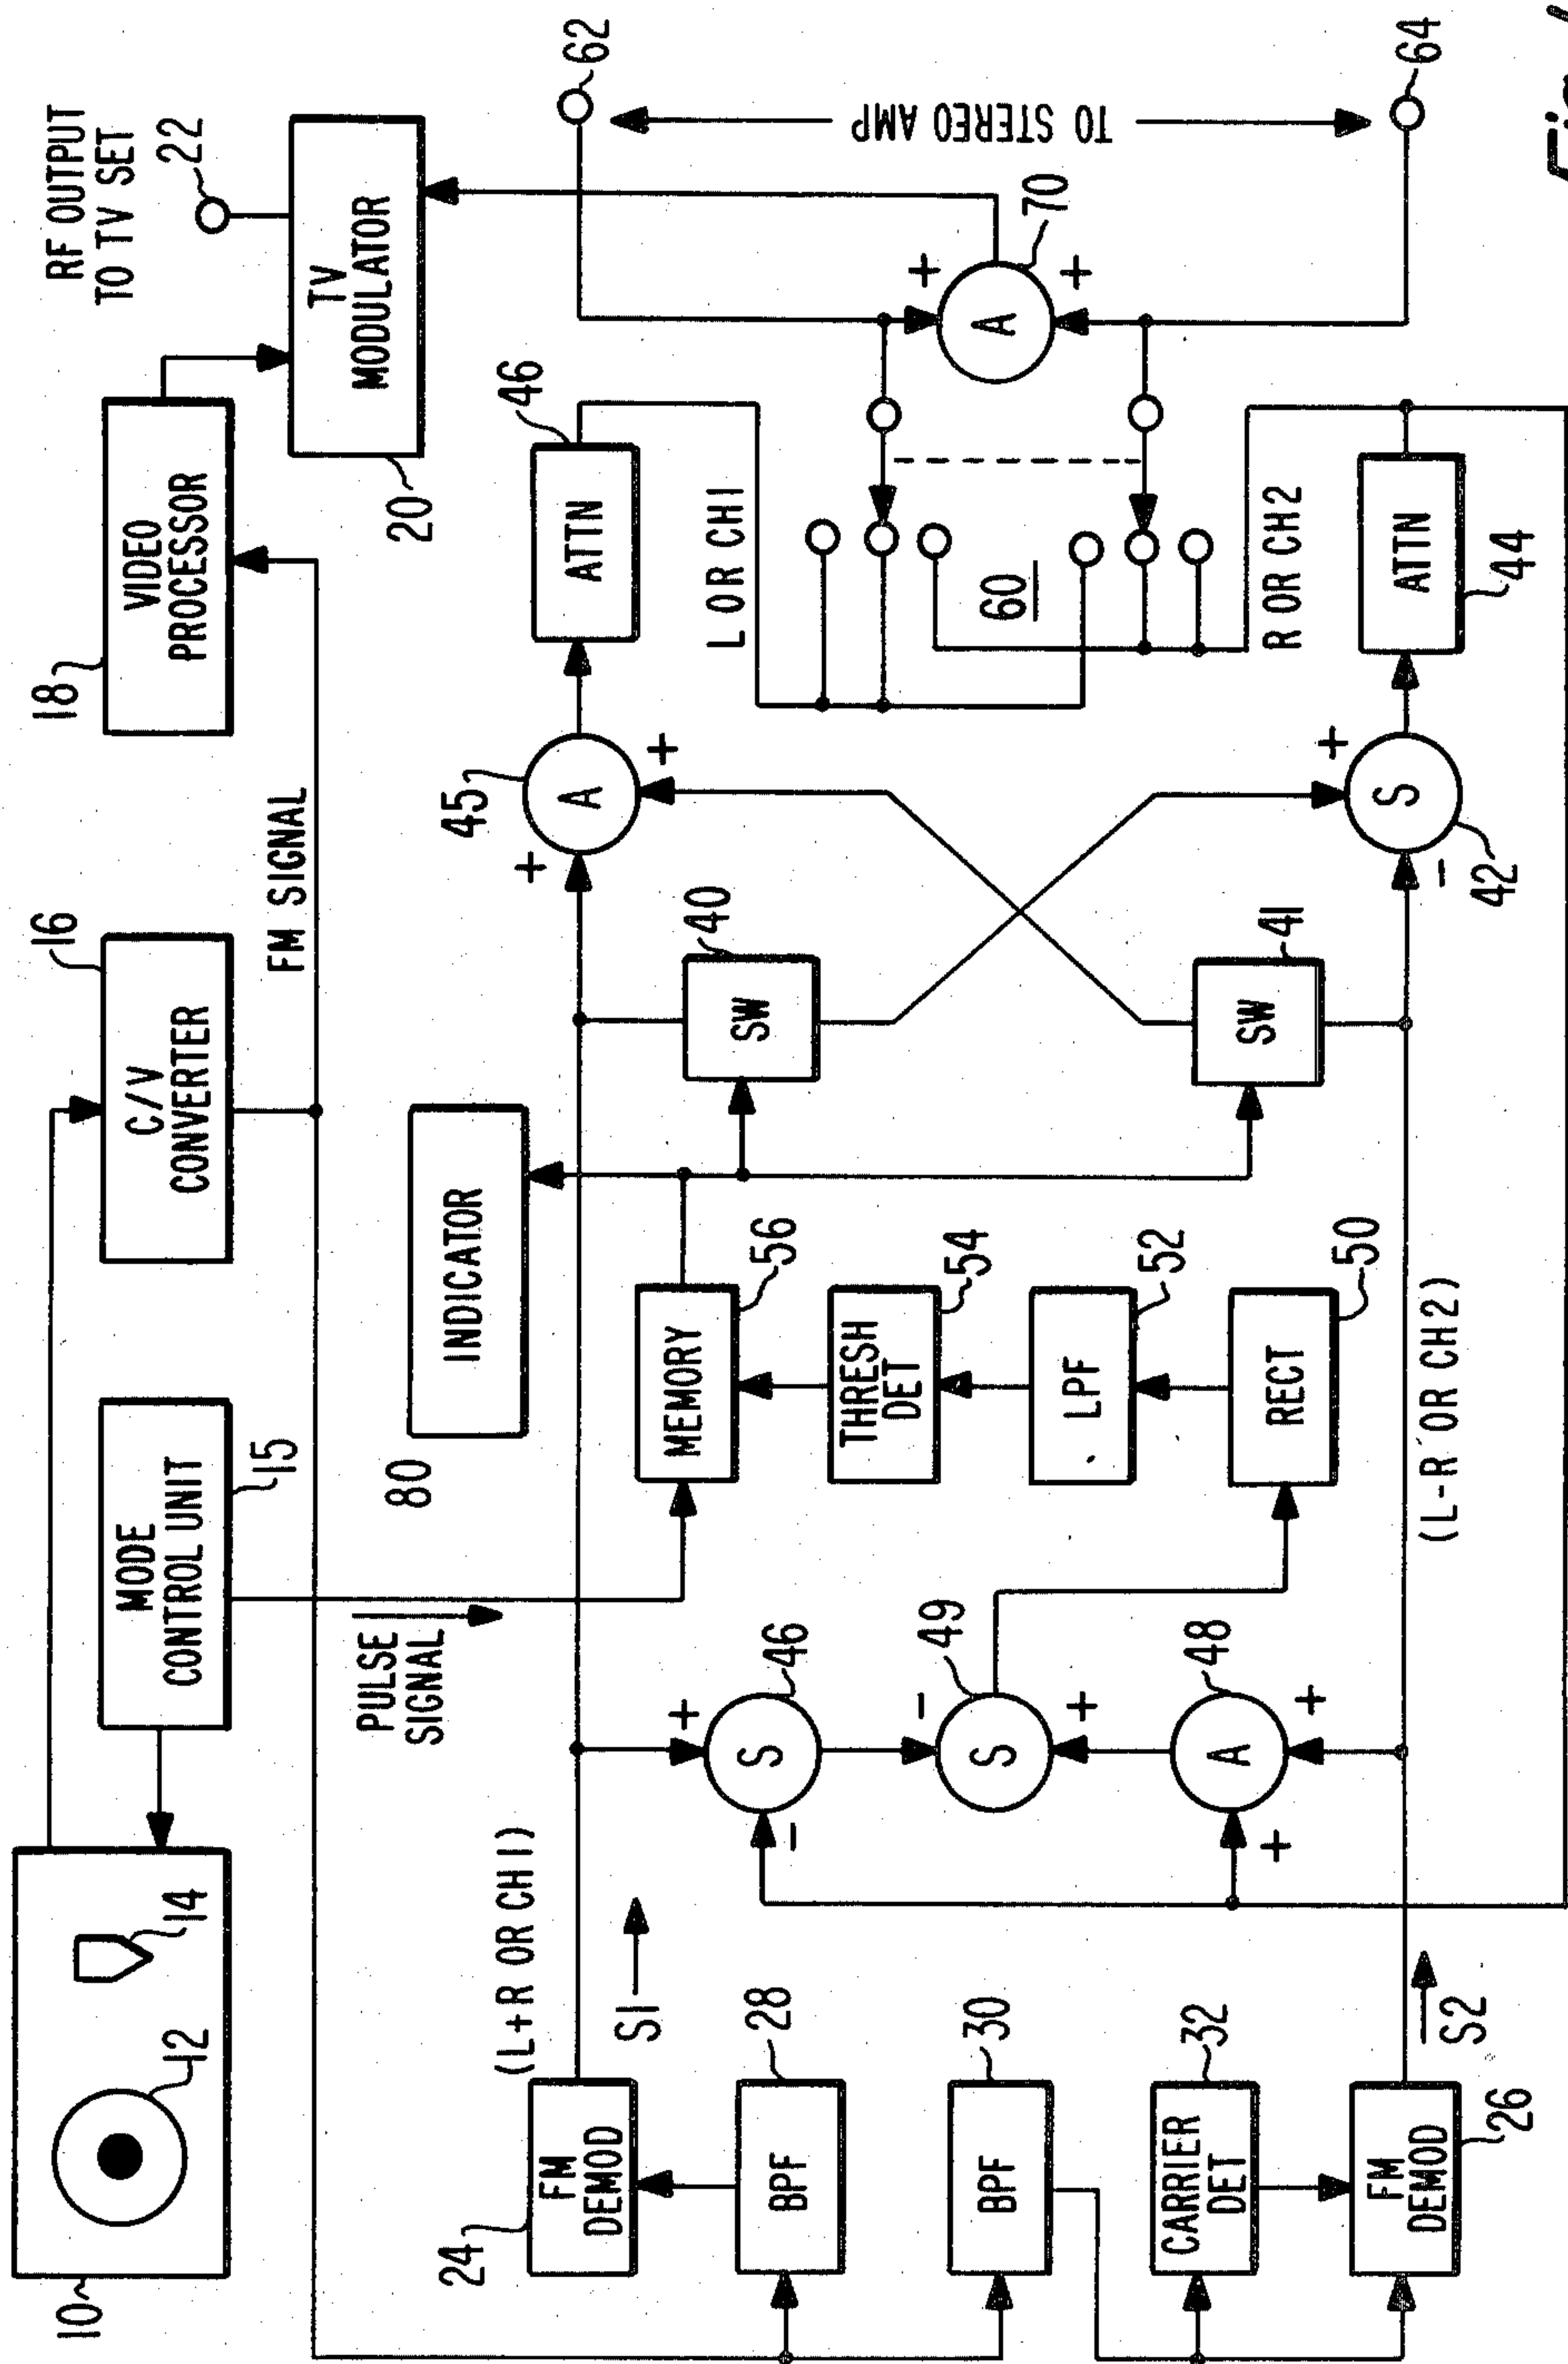 10
12
14
MODE
CONTROL UNIT
15
16
C/V
CONVERTER
18
VIDEO
PROCESSOR
RF OUTPUT
TO TV SET
22
TV
MODULATOR
20
FM SIGNAL
PULSE
SIGNAL
80
INDICATOR
(L+R OR CH1)
S1
24
FM
DEMOD
28
BPF
30
BPF
32
CARRIER
DET
FM
DEMOD
26
S2
+
S
46
-
-
S
49
+
A
48
+
+
MEMORY
56
THRESH
DET
54
LPF
52
RECT
50
(L-R OR CH2)
40
SW
41
SW
45
A
+
+
S
+
-
42
46
ATTN
L OR CH1
60
R OR CH2
ATTN
44
+
A
+
70
62
TO STEREO AMP
64